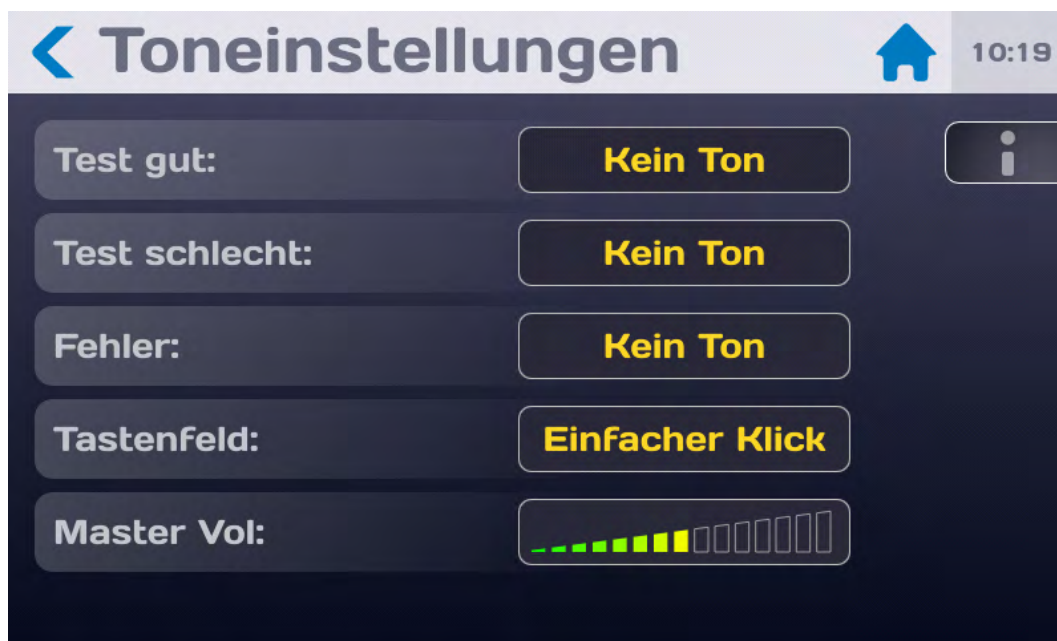 Toneinstellungen
10:19
Test gut:
Kein Ton
Test schlecht:
Kein Ton
Fehler:
Kein Ton
Tastenfeld:
Einfacher Klick
Master Vol: